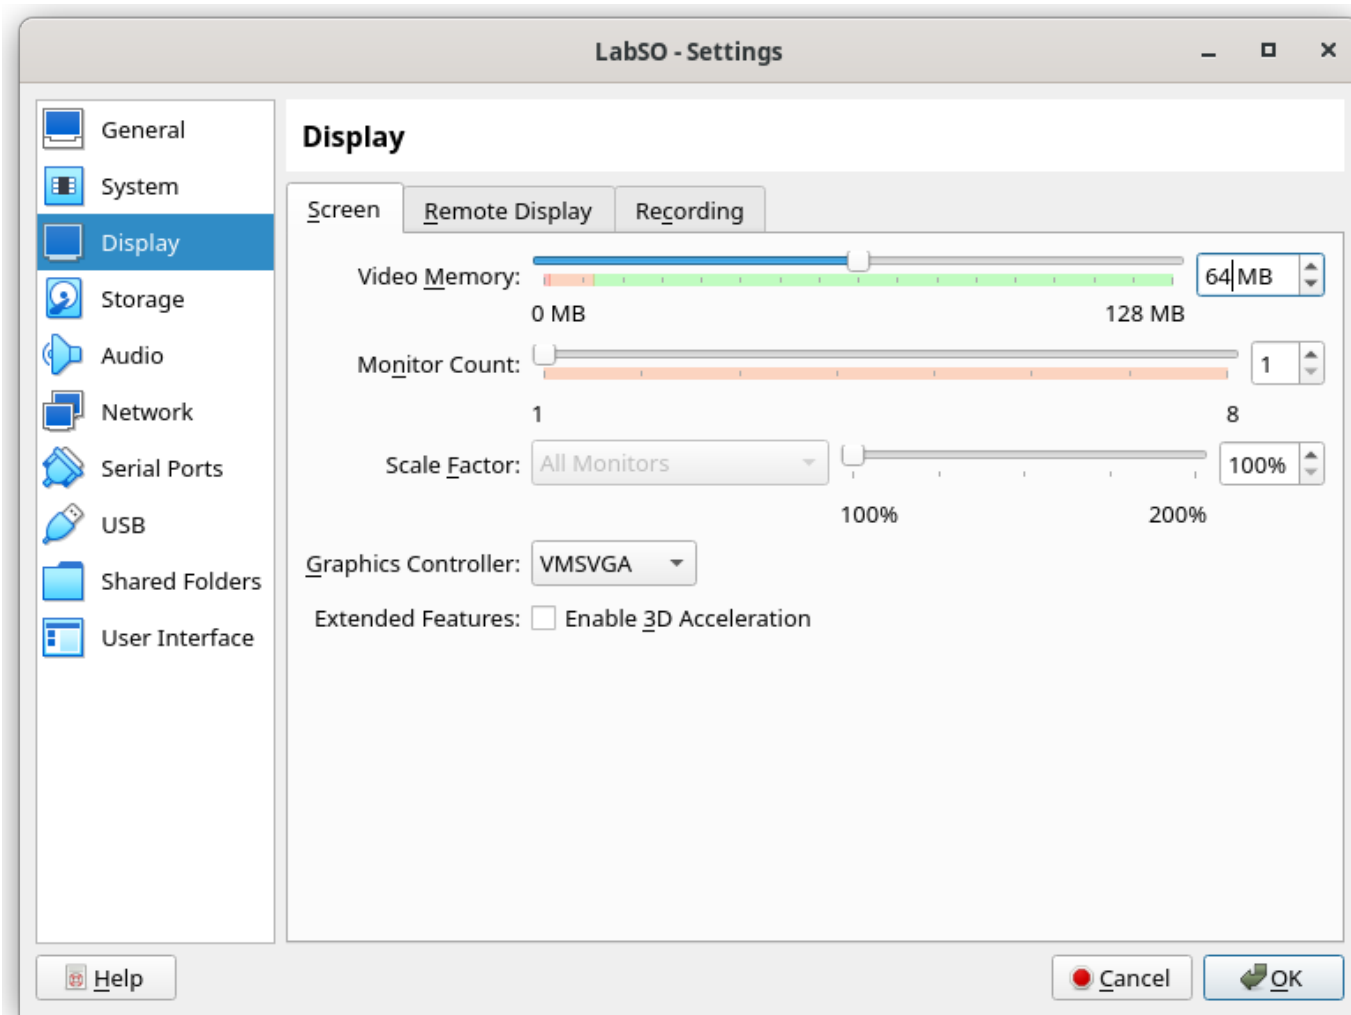 LabSO - Settings
General
System
Display
Storage
Audio
Network
Serial Ports
USB
Shared Folders
User Interface
Display
Screen
Remote Display
Recording
Video Memory:
64 MB
0 MB
128 MB
Monitor Count:
1
1
8
Scale Factor:
All Monitors
100%
100%
200%
Graphics Controller:
VMSVGA
Extended Features:
Enable 3D Acceleration
Help
Cancel
OK